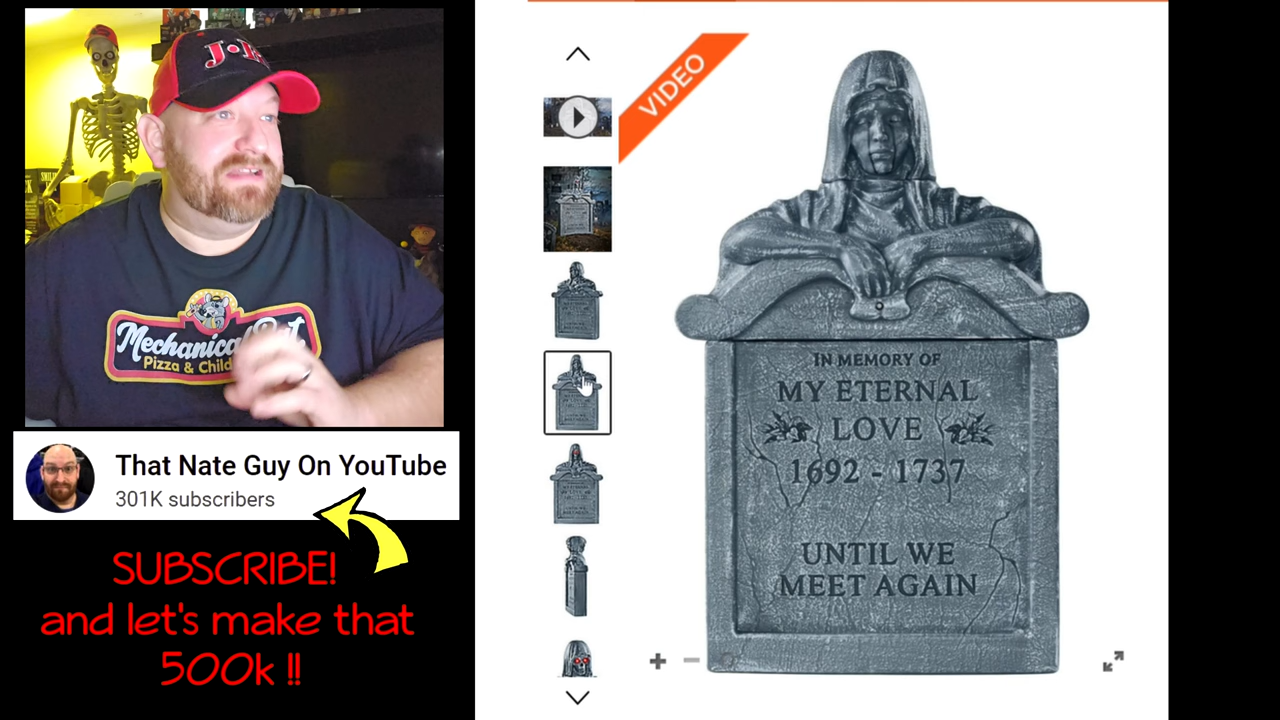 Mechanical
Pizza &
That Nate Guy On YouTube
301K subscribers
SUBSCRIBE!
and let's make that
500k !!
VIDEO
IN MEMORY OF
MY ETERNAL
LOVE
1692 - 1737
UNTIL WE
MEET AGAIN